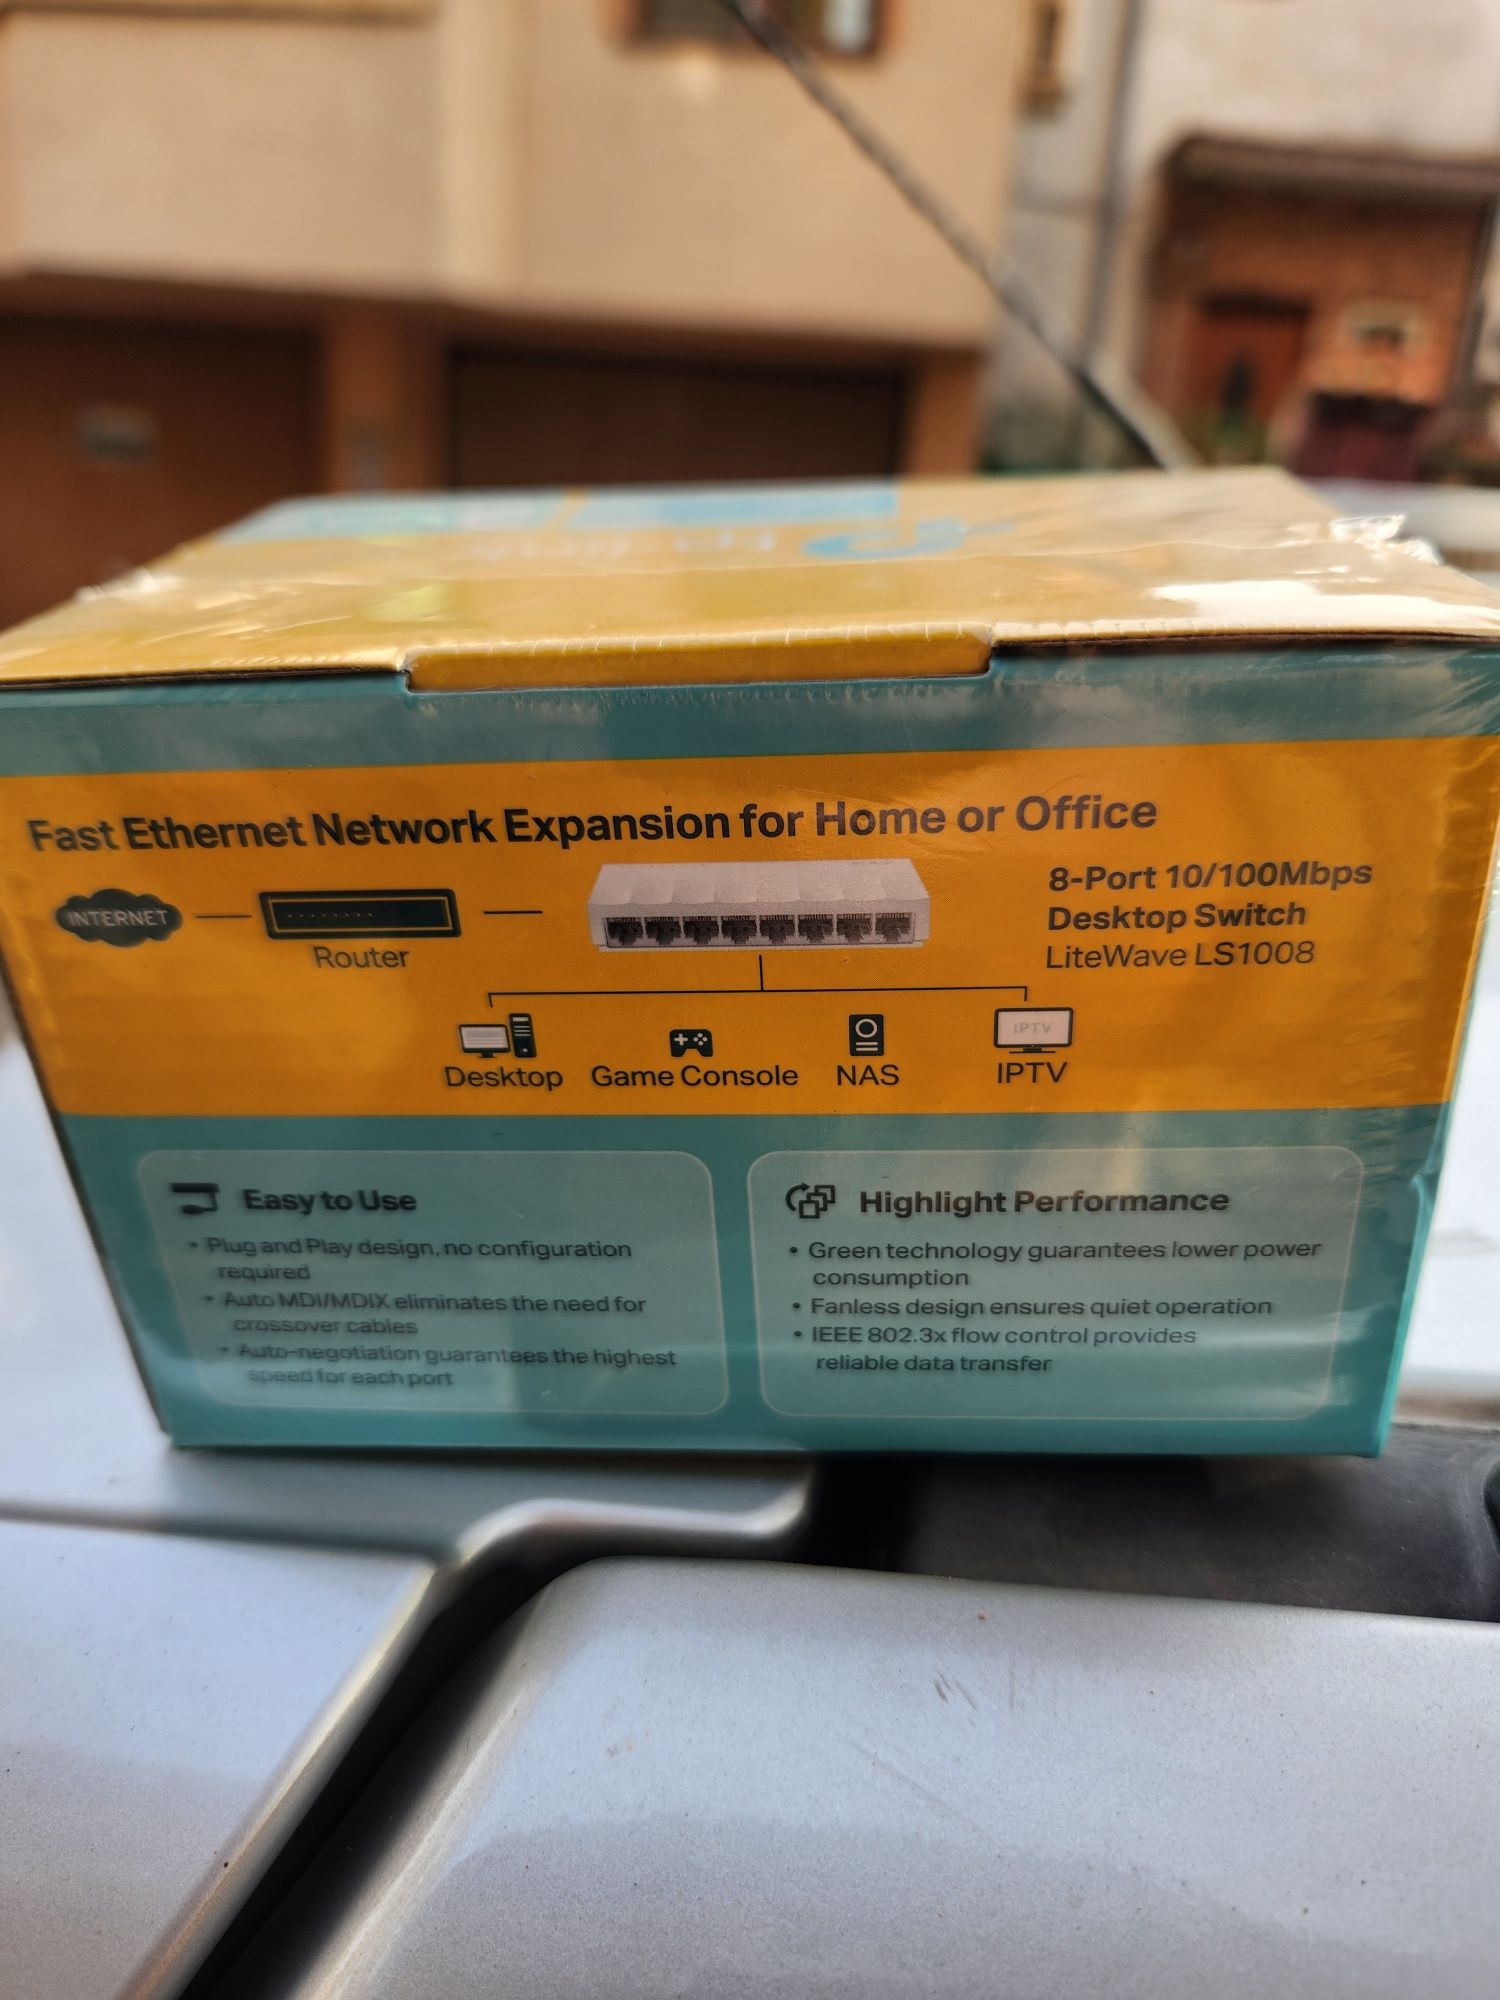 tp-link
Fast Ethernet Network Expansion for Home or Office
INTERNET
Router
8-Port 10/100Mbps
Desktop Switch
LiteWave LS1008
IPTV
Desktop
Game Console
NAS
IPTV
Easy to Use
• Plug and Play design, no configuration
required
• Auto MDI/MDIX eliminates the need for
crossover cables
• Auto-negotiation guarantees the highest
speed for each port
Highlight Performance
• Green technology guarantees lower power
consumption
• Fanless design ensures quiet operation
• IEEE 802.3x flow control provides
reliable data transfer